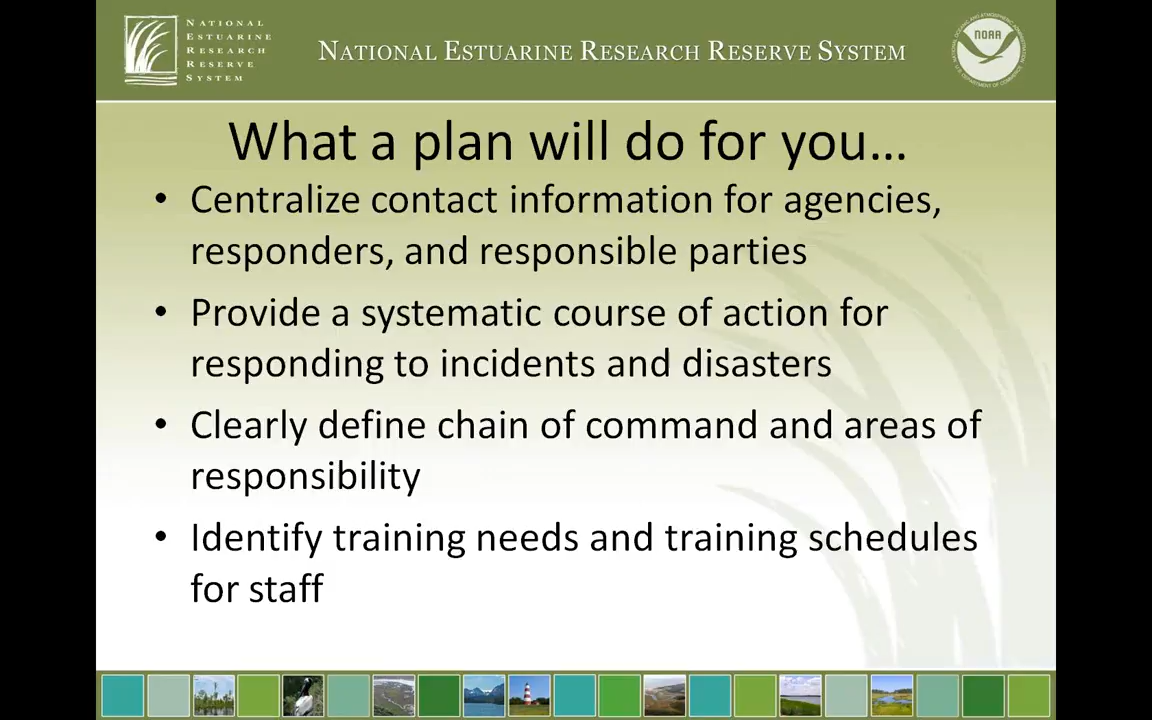 NATIONAL
ESTUARINE
RESEARCH
RESERVE
SYSTEM
NATIONAL ESTUARINE RESEARCH RESERVE SYSTEM
NOAA
What a plan will do for you…
• Centralize contact information for agencies,
responders, and responsible parties
• Provide a systematic course of action for
responding to incidents and disasters
• Clearly define chain of command and areas of
responsibility
• Identify training needs and training schedules
for staff